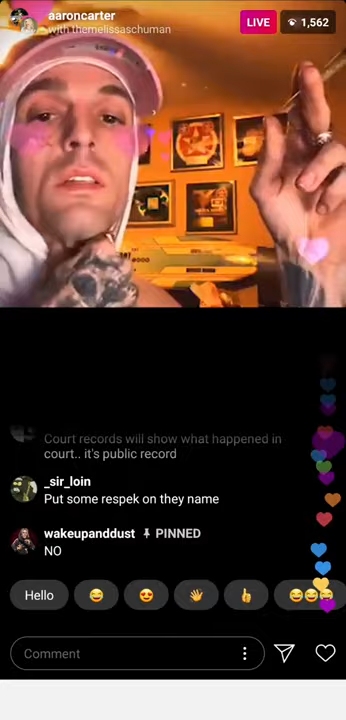 aaroncarter
with themelissaschuman
LIVE
1,562
Court records will show what happened in
court.. it's public record
_sir_loin
Put some respek on they name
wakeupanddust PINNED
NO
Hello
Comment